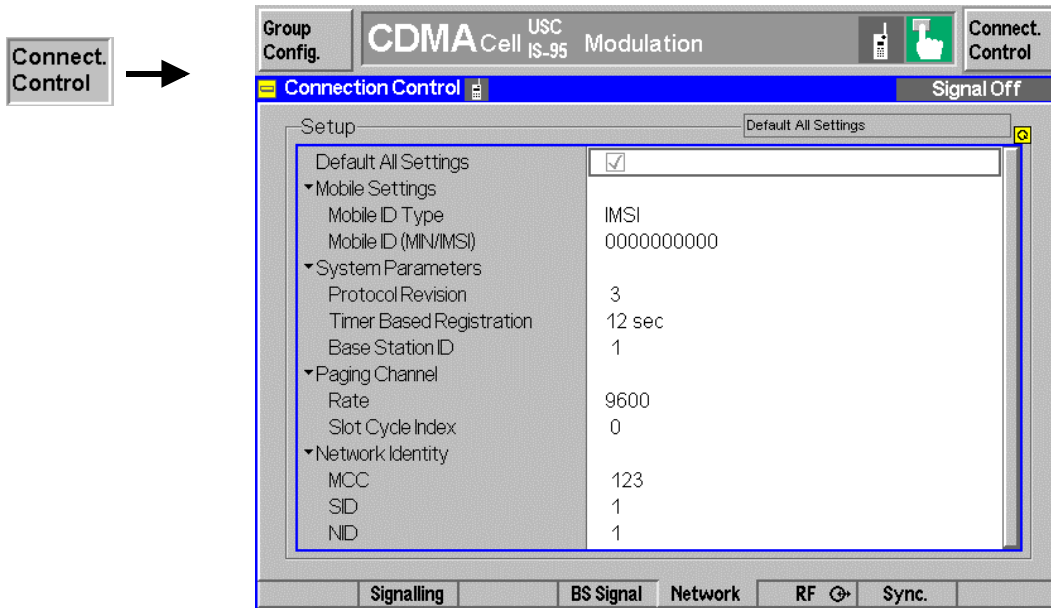 Connect.
Control
Group
Config.
CDMA Cell USC IS-95 Modulation
Connect.
Control
Connection Control
Signal Off
Setup
Default All Settings
Default All Settings
Mobile Settings
Mobile ID Type IMSI
Mobile ID (MIN/IMSI) 0000000000
System Parameters
Protocol Revision 3
Timer Based Registration 12 sec
Base Station ID 1
Paging Channel
Rate 9600
Slot Cycle Index 0
Network Identity
MCC 123
SID 1
NID 1
Signalling BS Signal Network RF Sync.